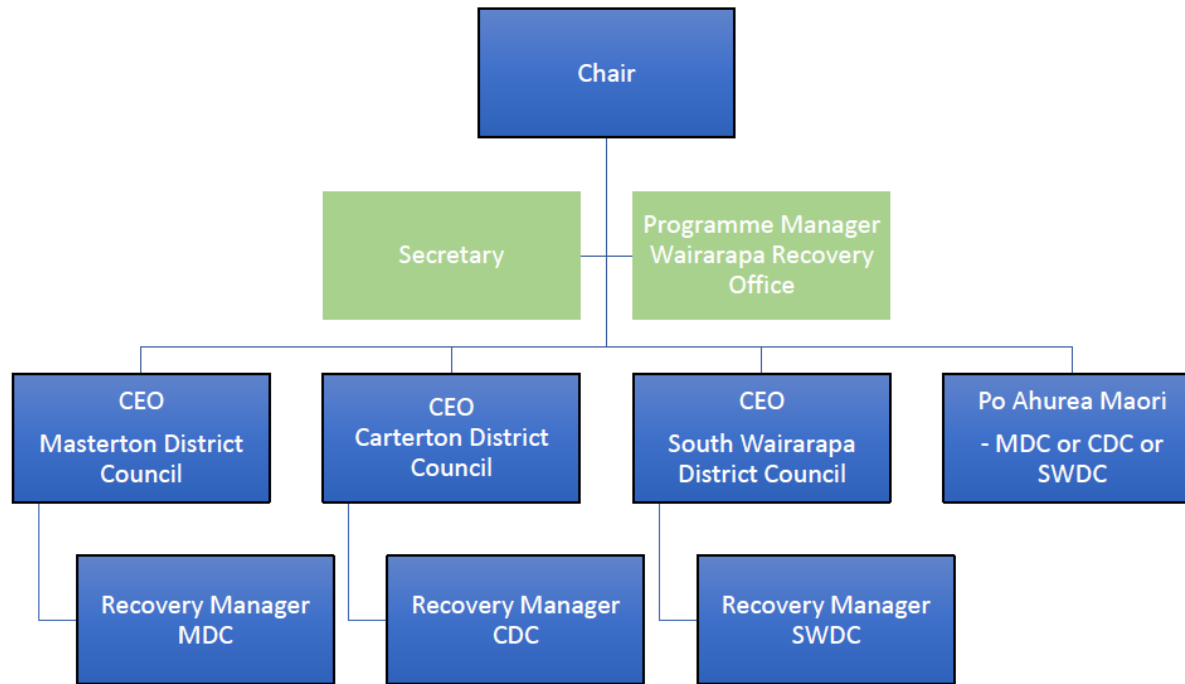 Chair
Secretary
Programme Manager
Wairarapa Recovery
Office
CEO
Masterton District
Council
CEO
Carterton District
Council
CEO
South Wairarapa
District Council
Po Ahurea Maori
- MDC or CDC or
SWDC
Recovery Manager
MDC
Recovery Manager
CDC
Recovery Manager
SWDC